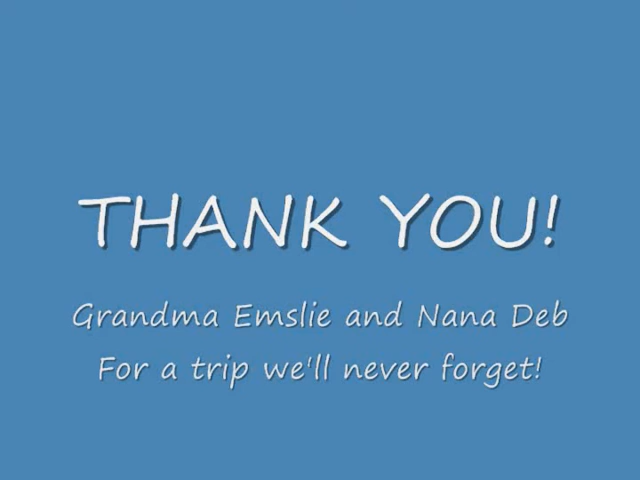 THANK YOU!
Grandma Emslie and Nana Deb
For a trip we'll never forget!